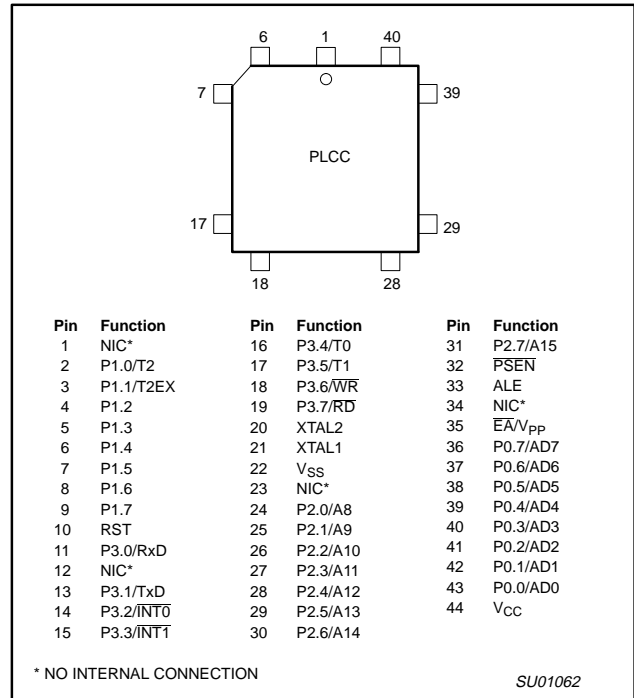 6 1 40
7 39
PLCC
17 29
18 28
Pin Function Pin Function Pin Function
1 NIC* 16 P3.4/T0 31 P2.7/A15
2 P1.0/T2 17 P3.5/T1 32 P̅S̅E̅N̅
3 P1.1/T2EX 18 P3.6/W̅R̅ 33 ALE
4 P1.2 19 P3.7/R̅D̅ 34 NIC*
5 P1.3 20 XTAL2 35 E̅A̅/VPP
6 P1.4 21 XTAL1 36 P0.7/AD7
7 P1.5 22 VSS 37 P0.6/AD6
8 P1.6 23 NIC* 38 P0.5/AD5
9 P1.7 24 P2.0/A8 39 P0.4/AD4
10 RST 25 P2.1/A9 40 P0.3/AD3
11 P3.0/RxD 26 P2.2/A10 41 P0.2/AD2
12 NIC* 27 P2.3/A11 42 P0.1/AD1
13 P3.1/TxD 28 P2.4/A12 43 P0.0/AD0
14 P3.2/I̅N̅T̅0̅ 29 P2.5/A13 44 VCC
15 P3.3/I̅N̅T̅1̅ 30 P2.6/A14
* NO INTERNAL CONNECTION
SU01062